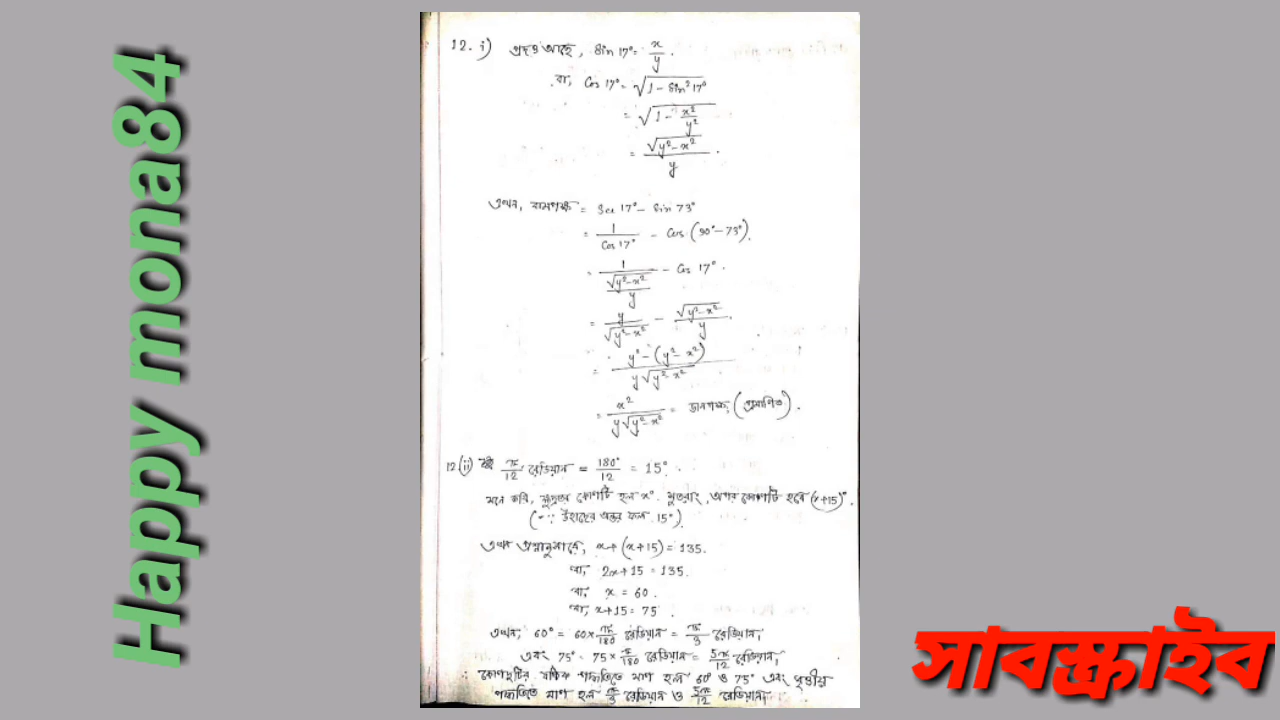 Happy mona84
12. i) প্রদত্ত আছে, Sin 17° = x/y.
বা, Cos 17° = √(1 - Sin² 17°)
= √(1 - x²/y²)
= √(y² - x²)/y.
এখন, বামপক্ষ = Sec 17° - Sin 73°
= 1/Cos 17° - Cos (90° - 73°).
= 1/(√(y² - x²)/y) - Cos 17°.
= y/√(y² - x²) - √(y² - x²)/y.
= (y² - (y² - x²))/(y√(y² - x²))
= x²/(y√(y² - x²)) = ডানপক্ষ, (প্রমাণিত).
12 (ii) π/12 রেডিয়ান = 180°/12 = 15°.
মনে করি, ক্ষুদ্রতর কোণটি হল x°. সুতরাং, অপর কোণটি হবে (x+15)°.
(∵ উহাদের অন্তর ফল 15°)
এখন প্রশ্নানুসারে, x + (x+15) = 135.
বা, 2x+15 = 135.
বা, x = 60.
বা, x+15 = 75.
এখন, 60° = 60 × π/180 রেডিয়ান = π/3 রেডিয়ান,
এবং 75° = 75 × π/180 রেডিয়ান = 5π/12 রেডিয়ান,
∴ কোণদুটির ষষ্ঠিক পদ্ধতিতে মাণ হল 60° ও 75° এবং বৃত্তীয়
পদ্ধতিতে মাণ হল π/3 রেডিয়ান ও 5π/12 রেডিয়ান।
সাবস্ক্রাইব